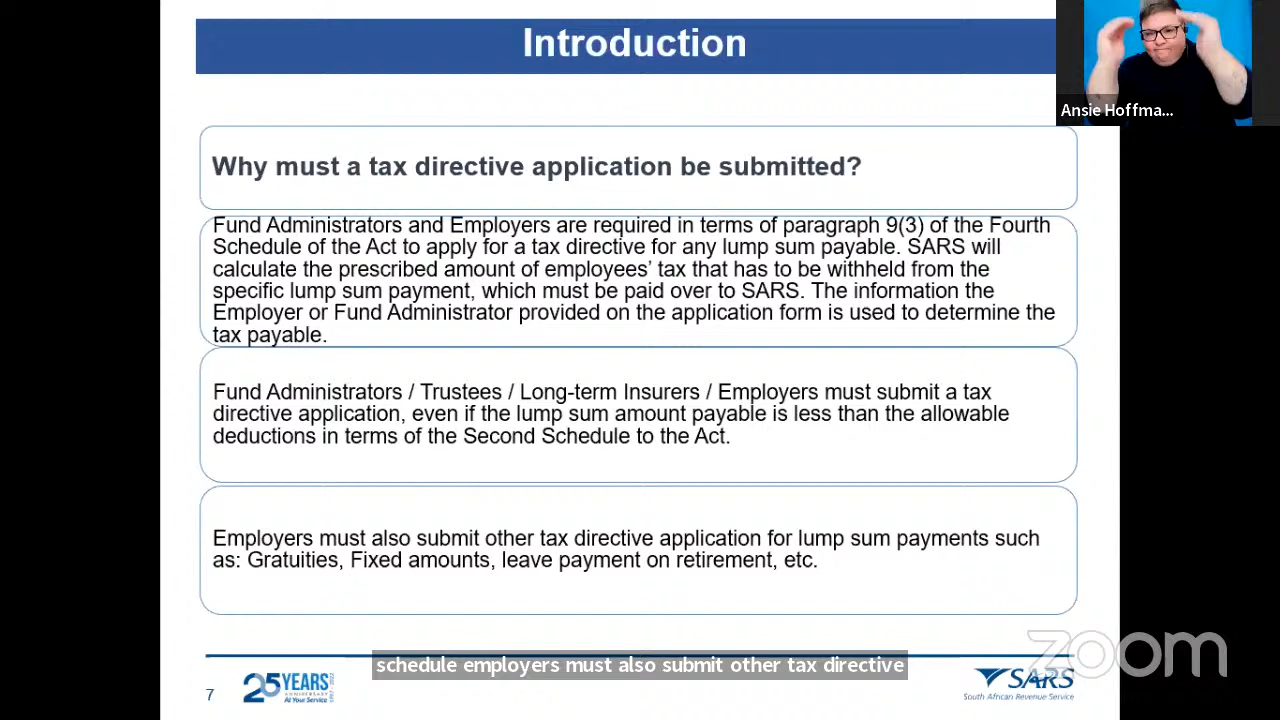 Introduction
Ansie Hoffma...
Why must a tax directive application be submitted?
Fund Administrators and Employers are required in terms of paragraph 9(3) of the Fourth
Schedule of the Act to apply for a tax directive for any lump sum payable. SARS will
calculate the prescribed amount of employees’ tax that has to be withheld from the
specific lump sum payment, which must be paid over to SARS. The information the
Employer or Fund Administrator provided on the application form is used to determine the
tax payable.
Fund Administrators / Trustees / Long-term Insurers / Employers must submit a tax
directive application, even if the lump sum amount payable is less than the allowable
deductions in terms of the Second Schedule to the Act.
Employers must also submit other tax directive application for lump sum payments such
as: Gratuities, Fixed amounts, leave payment on retirement, etc.
schedule employers must also submit other tax directive
7
25 YEARS
ANNIVERSARY
At Your Service
SARS
South African Revenue Service
zoom